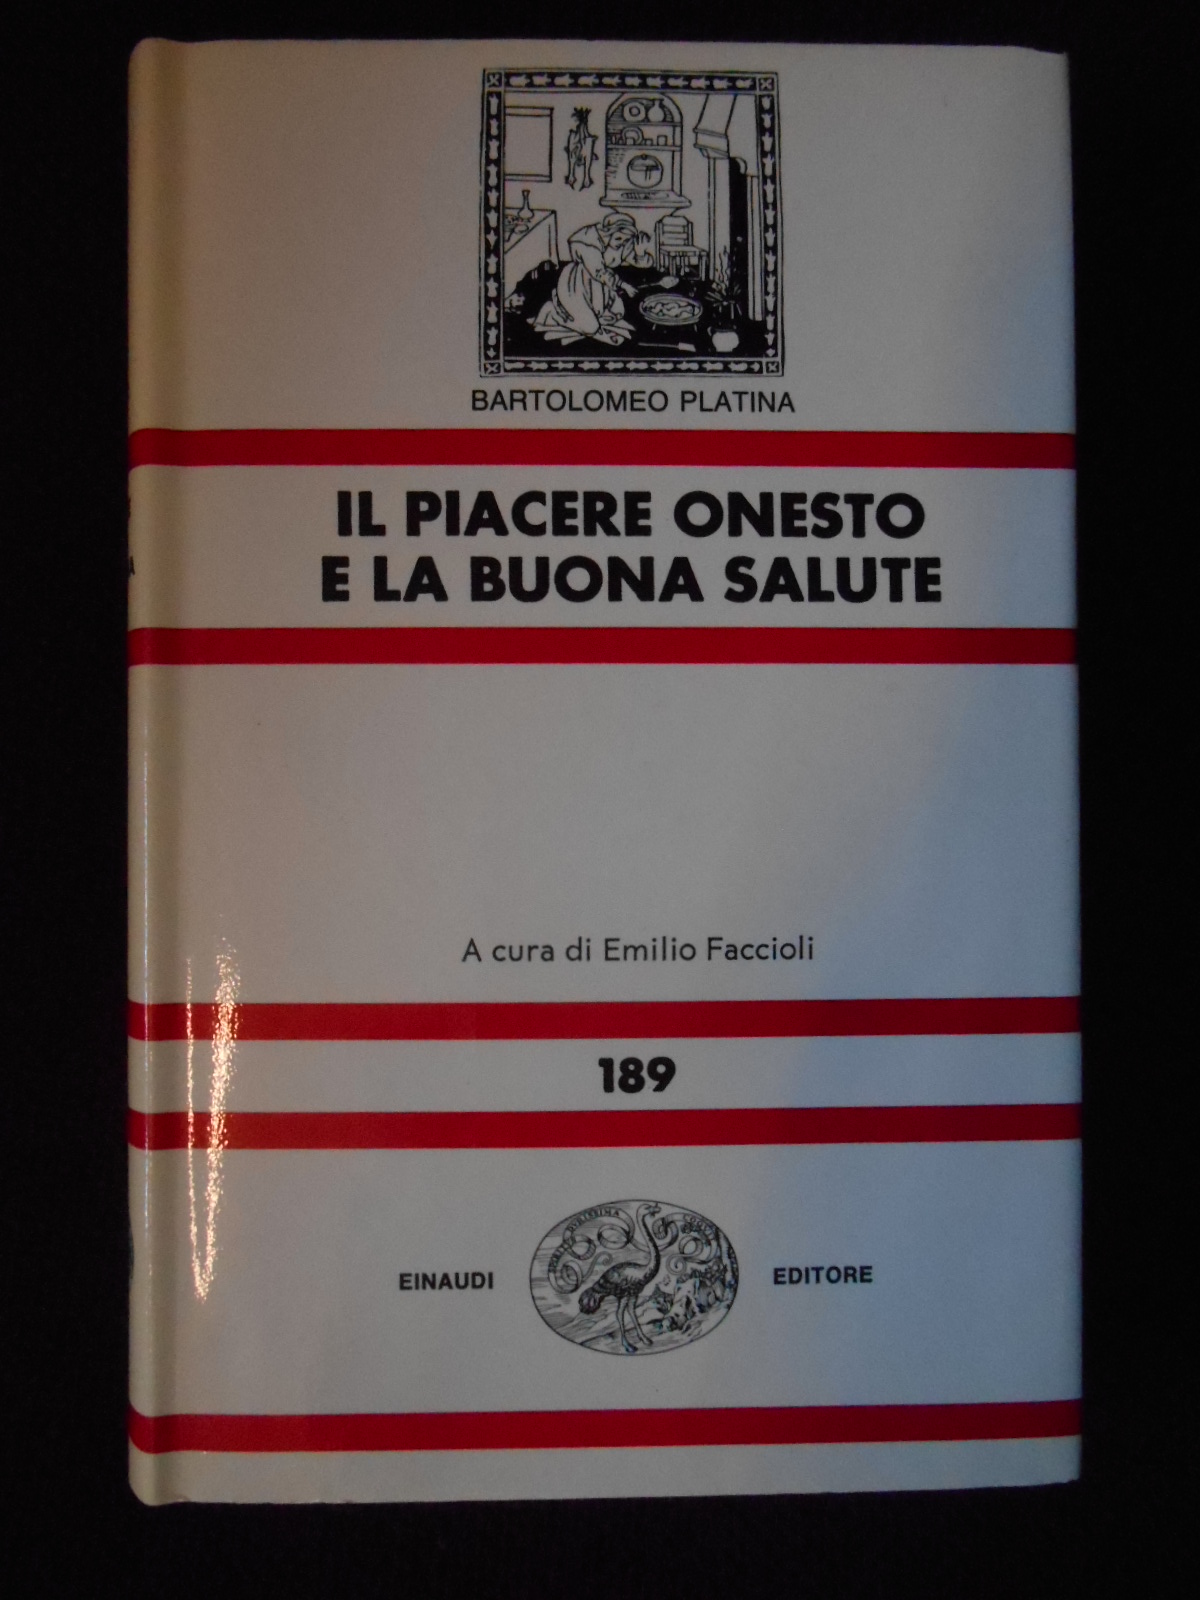 BARTOLOMEO PLATINA
IL PIACERE ONESTO
E LA BUONA SALUTE
A cura di Emilio Faccioli
189
EINAUDI
EDITORE